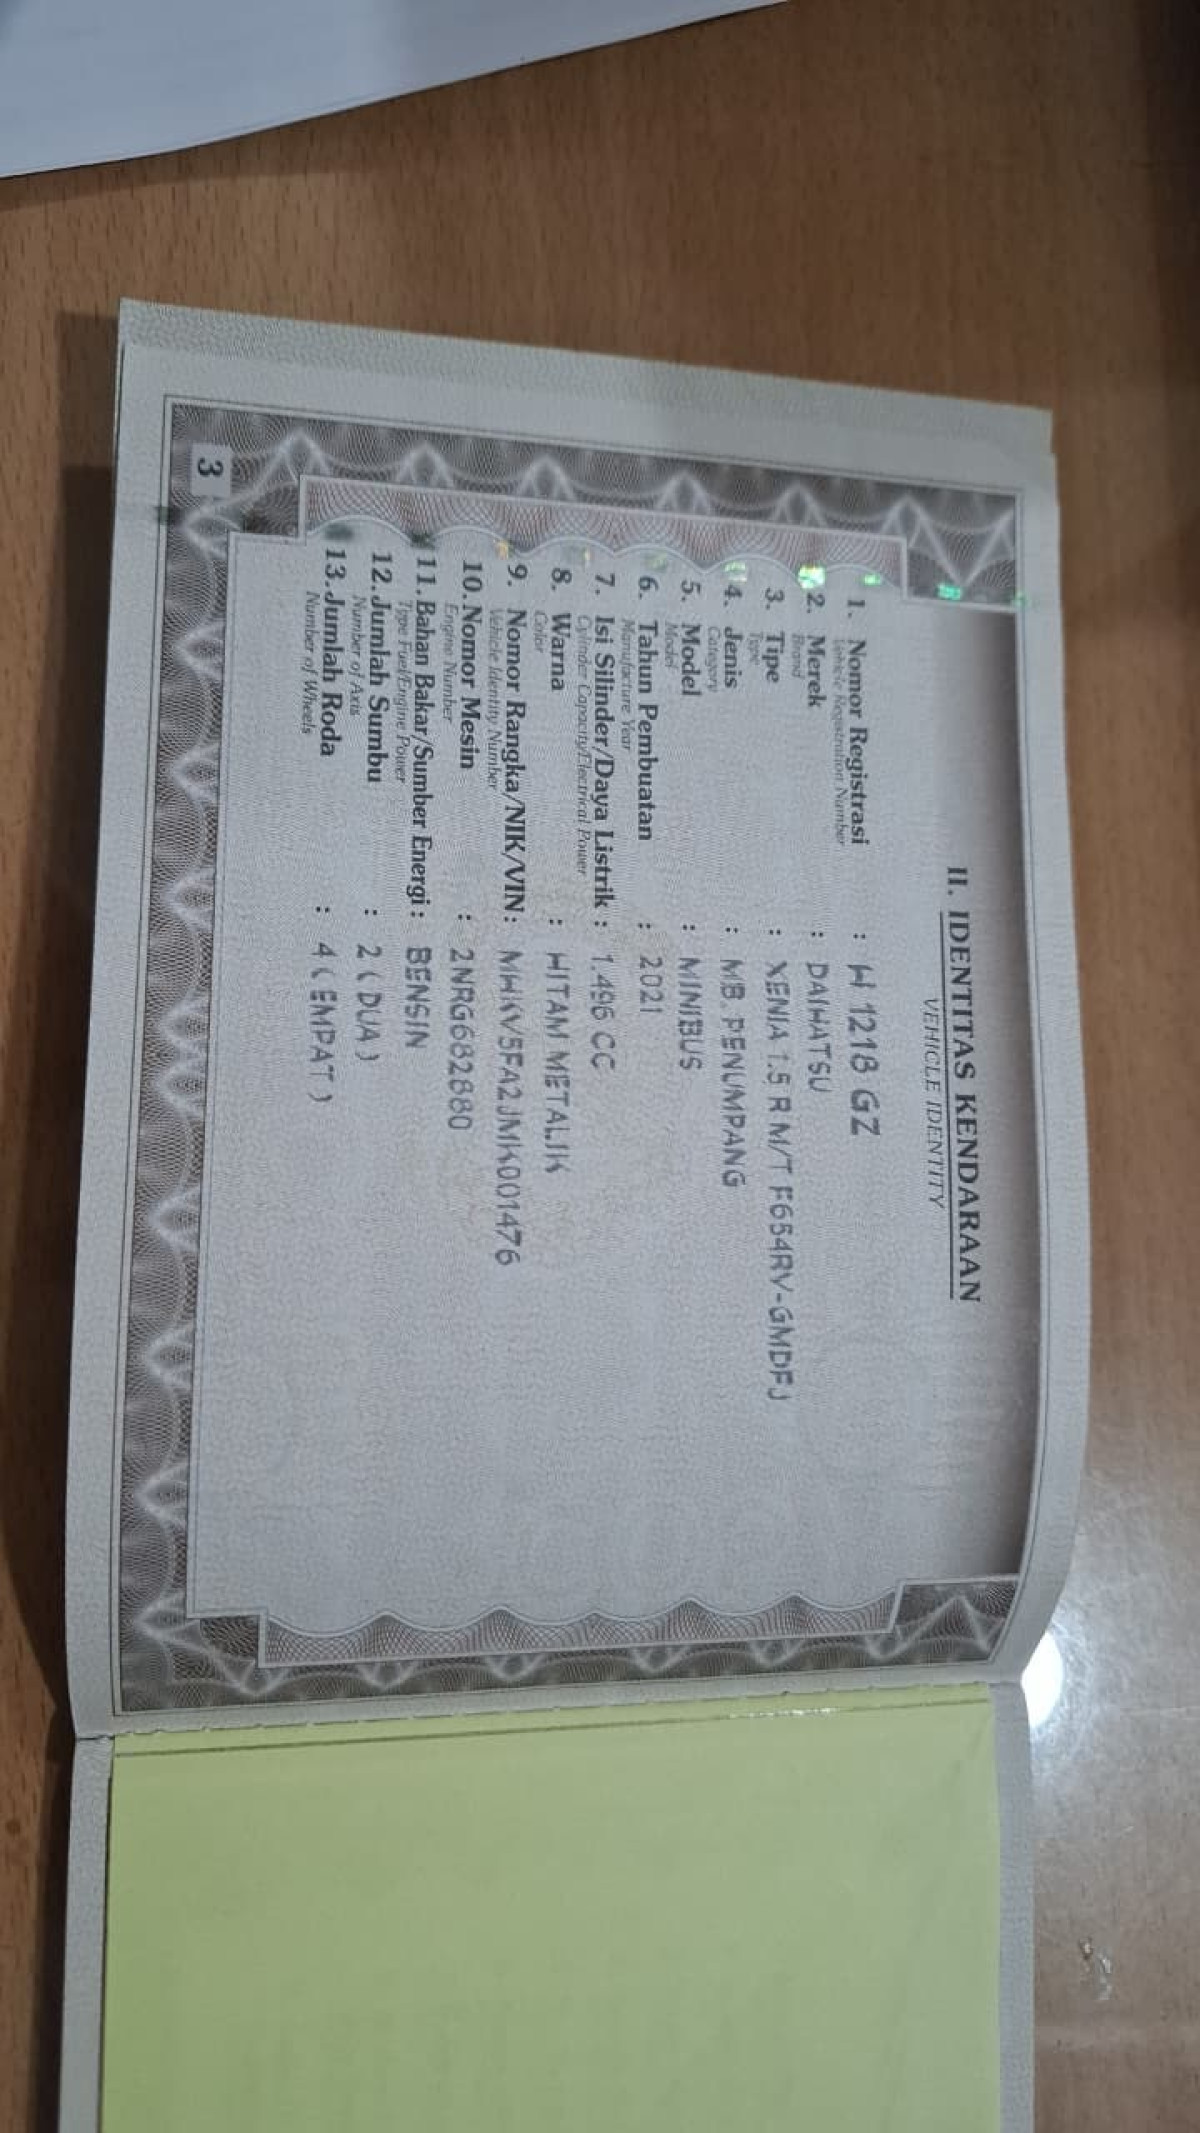 II. IDENTITAS KENDARAAN
VEHICLE IDENTITY
1. Nomor Registrasi : W 1218 GZ
Vehicle Registration Number
2. Merek : DAIHATSU
Brand
3. Tipe : XENIA 1.5 R M/T F654RV-GMDFJ
Type
4. Jenis : MB. PENUMPANG
Category
5. Model : MINIBUS
Model
6. Tahun Pembuatan : 2021
Manufacture Year
7. Isi Silinder/Daya Listrik : 1.496 CC
Cylinder Capacity/Electrical Power
8. Warna : HITAM METALIK
Color
9. Nomor Rangka/NIK/VIN : MHKV5FA2JMK001476
Vehicle Identity Number
10. Nomor Mesin : 2NRG682880
Engine Number
11. Bahan Bakar/Sumber Energi : BENSIN
Type Fuel/Engine Power
12. Jumlah Sumbu : 2 ( DUA )
Number of Axis
13. Jumlah Roda : 4 ( EMPAT )
Number of Wheels
3